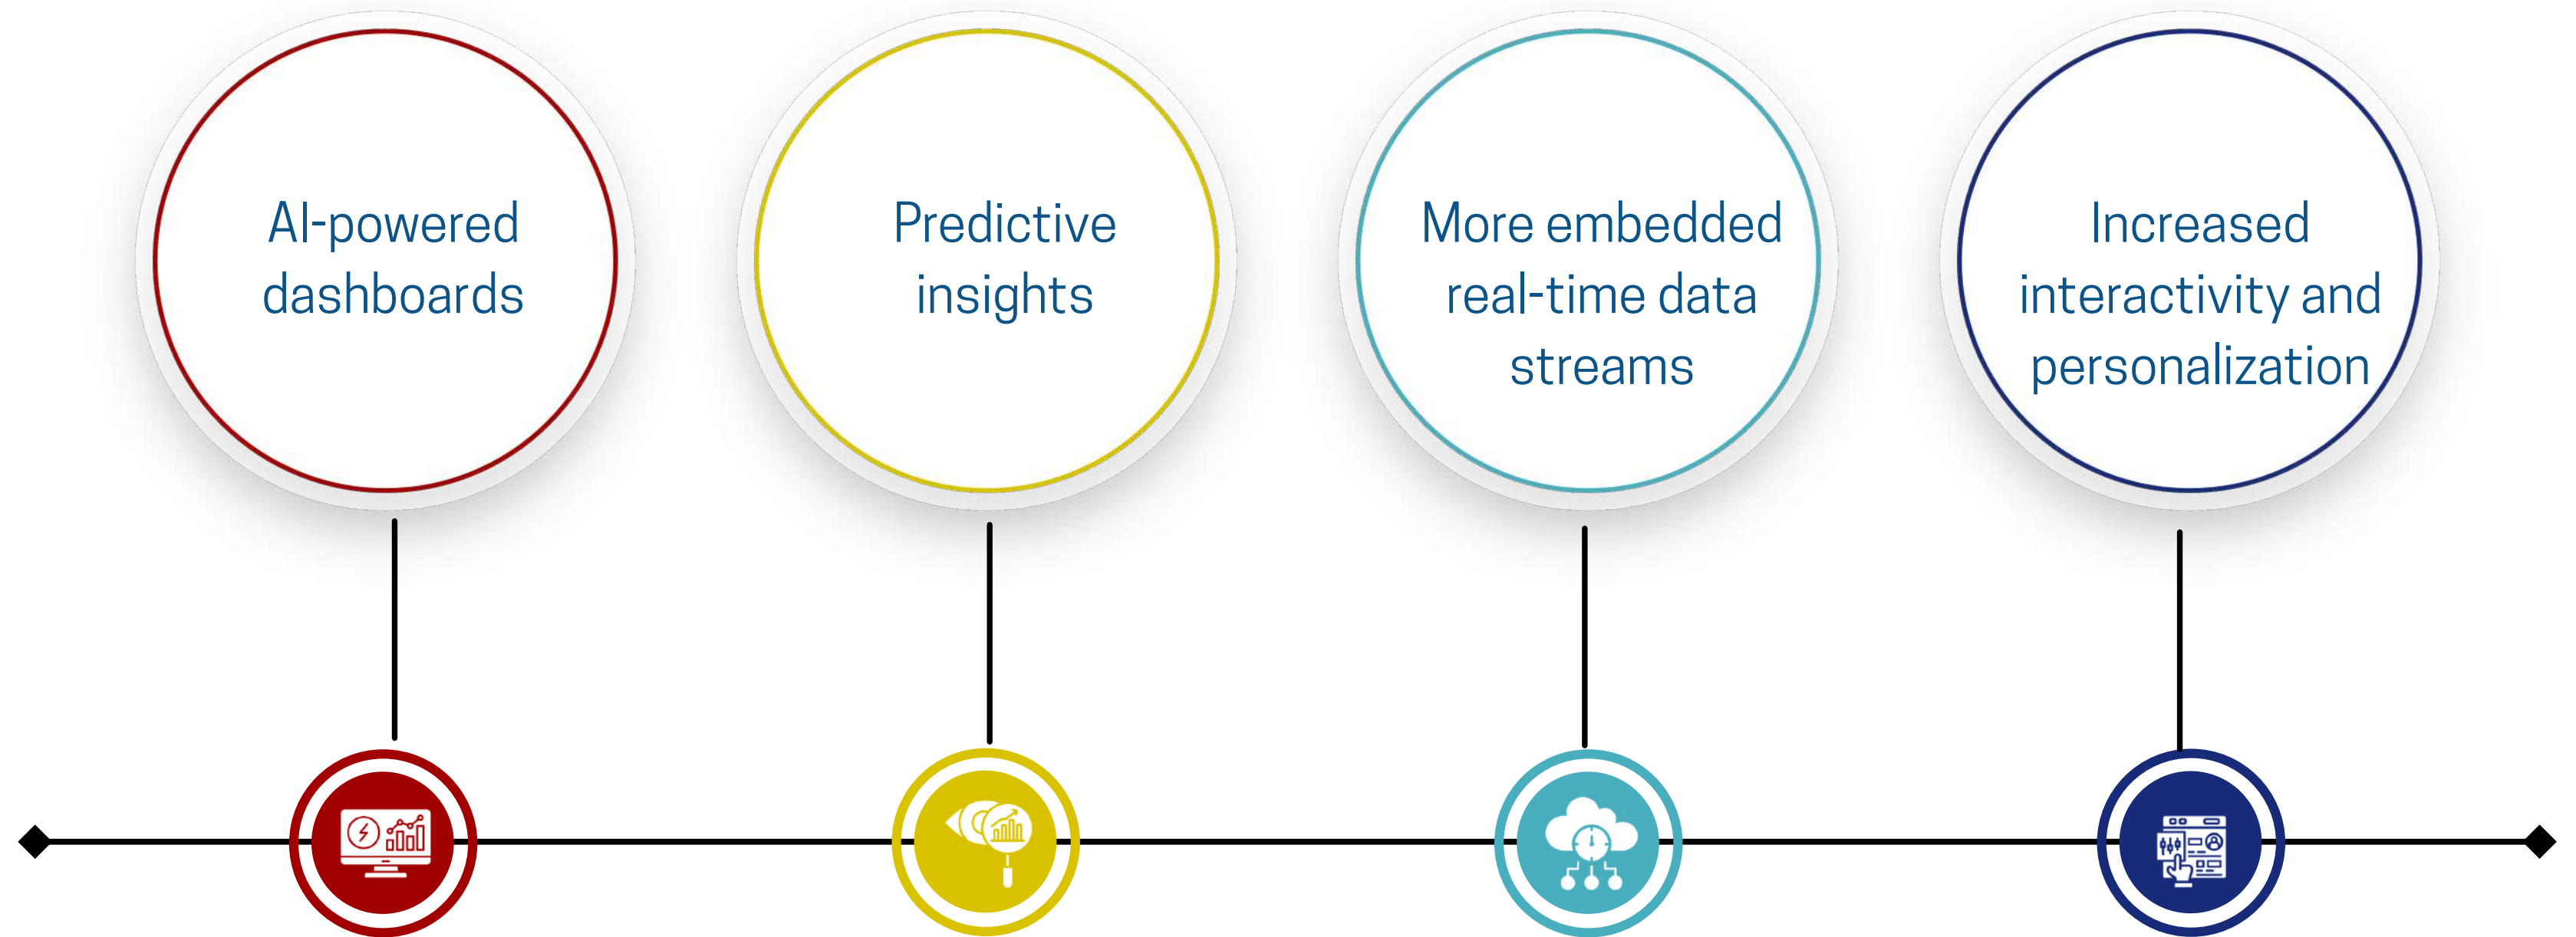 AI-powered
dashboards
Predictive
insights
More embedded
real-time data
streams
Increased
interactivity and
personalization